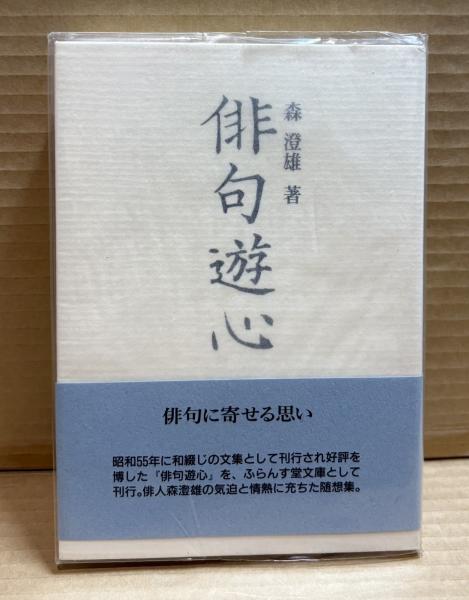 森 澄雄 著
俳句遊心
俳句に寄せる思い
昭和55年に和綴じの文集として刊行され好評を
博した『俳句遊心』を、ふらんす堂文庫として
刊行。俳人森澄雄の気迫と情熱に充ちた随想集。